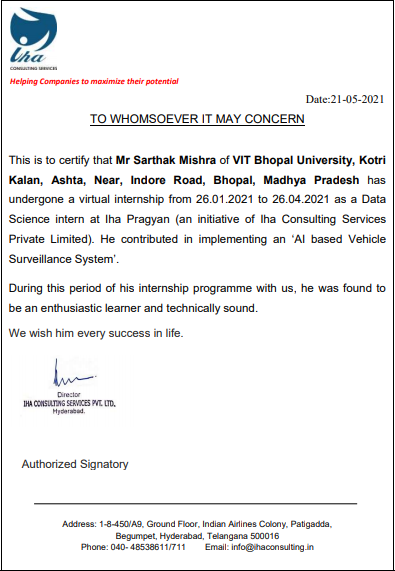 iha
CONSULTING SERVICES
Helping Companies to maximize their potential
Date:21-05-2021
TO WHOMSOEVER IT MAY CONCERN
This is to certify that Mr Sarthak Mishra of VIT Bhopal University, Kotri
Kalan, Ashta, Near, Indore Road, Bhopal, Madhya Pradesh has
undergone a virtual internship from 26.01.2021 to 26.04.2021 as a Data
Science intern at Iha Pragyan (an initiative of Iha Consulting Services
Private Limited). He contributed in implementing an ‘AI based Vehicle
Surveillance System’.
During this period of his internship programme with us, he was found to
be an enthusiastic learner and technically sound.
We wish him every success in life.
Director
IHA CONSULTING SERVICES PVT. LTD.
Hyderabad.
Authorized Signatory
Address: 1-8-450/A9, Ground Floor, Indian Airlines Colony, Patigadda,
Begumpet, Hyderabad, Telangana 500016
Phone: 040- 48538611/711 Email: info@ihaconsulting.in